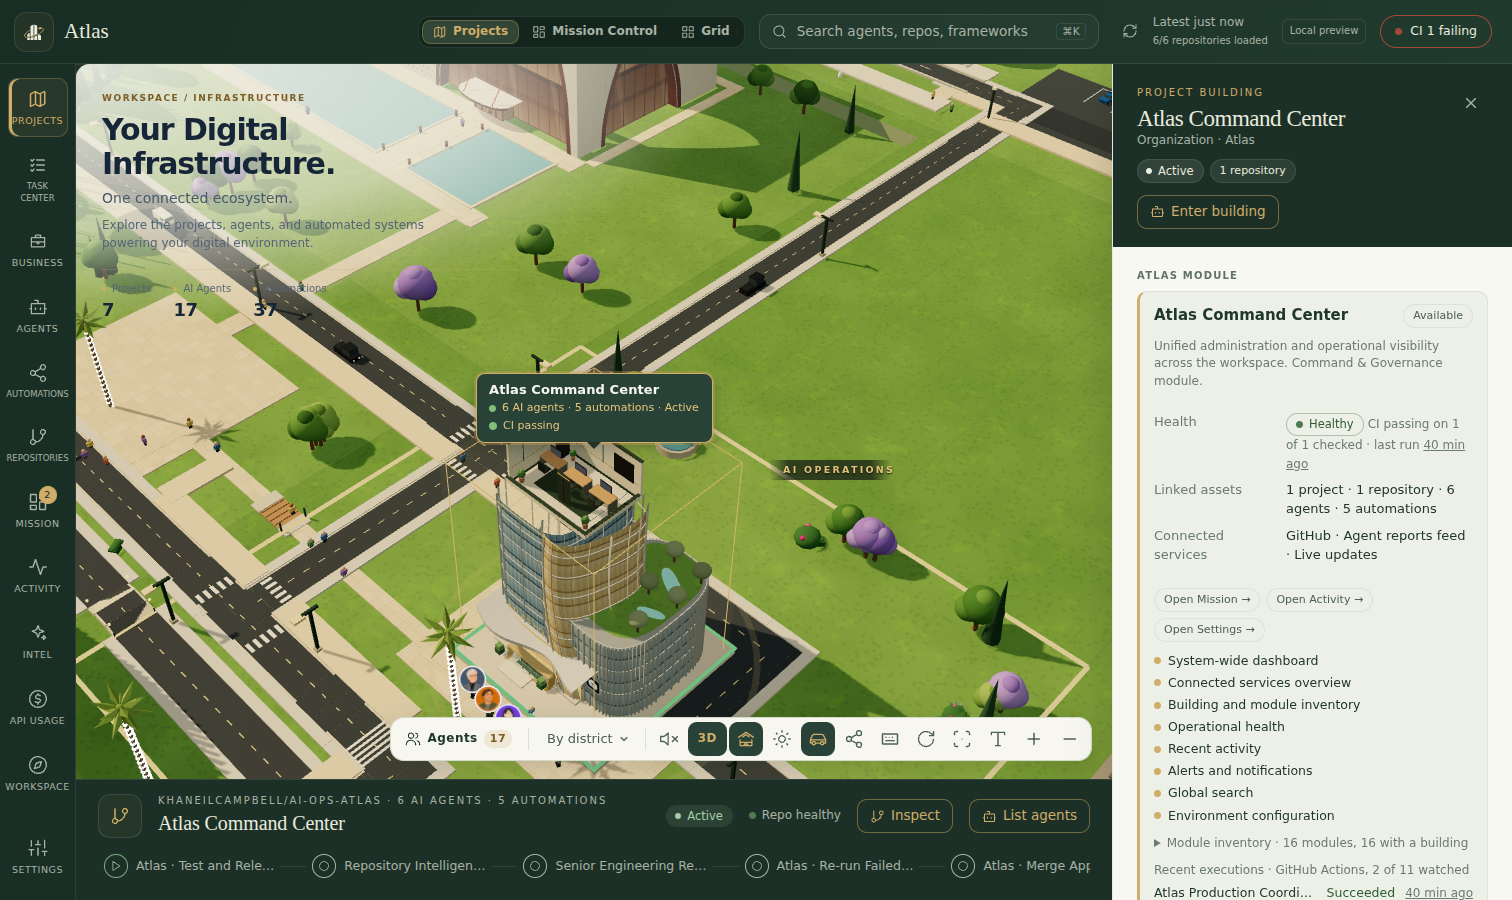 Atlas
Projects
Mission Control
Grid
Search agents, repos, frameworks
⌘K
Latest just now
6/6 repositories loaded
Local preview
CI 1 failing
PROJECTS
TASK
CENTER
BUSINESS
AGENTS
AUTOMATIONS
REPOSITORIES
2
MISSION
ACTIVITY
INTEL
API USAGE
WORKSPACE
SETTINGS
WORKSPACE / INFRASTRUCTURE
Your Digital
Infrastructure.
One connected ecosystem.
Explore the projects, agents, and automated systems
powering your digital environment.
Projects
AI Agents
7
17
37
Atlas Command Center
6 AI agents · 5 automations · Active
CI passing
AI OPERATIONS
Agents 17
By district
3D
KHANEILCAMPBELL/AI-OPS-ATLAS · 6 AI AGENTS · 5 AUTOMATIONS
Atlas Command Center
Active
Repo healthy
Inspect
List agents
Atlas · Test and Rele...
Repository Intelligen...
Senior Engineering Re...
Atlas · Re-run Failed...
Atlas · Merge App
PROJECT BUILDING
Atlas Command Center
Organization · Atlas
Active
1 repository
Enter building
ATLAS MODULE
Atlas Command Center
Available
Unified administration and operational visibility
across the workspace. Command & Governance
module.
Health
Healthy CI passing on 1
of 1 checked · last run 40 min
ago
Linked assets
1 project · 1 repository · 6
agents · 5 automations
Connected
services
GitHub · Agent reports feed
· Live updates
Open Mission →
Open Activity →
Open Settings →
System-wide dashboard
Connected services overview
Building and module inventory
Operational health
Recent activity
Alerts and notifications
Global search
Environment configuration
Module inventory · 16 modules, 16 with a building
Recent executions · GitHub Actions, 2 of 11 watched
Atlas Production Coordi...
Succeeded
40 min ago